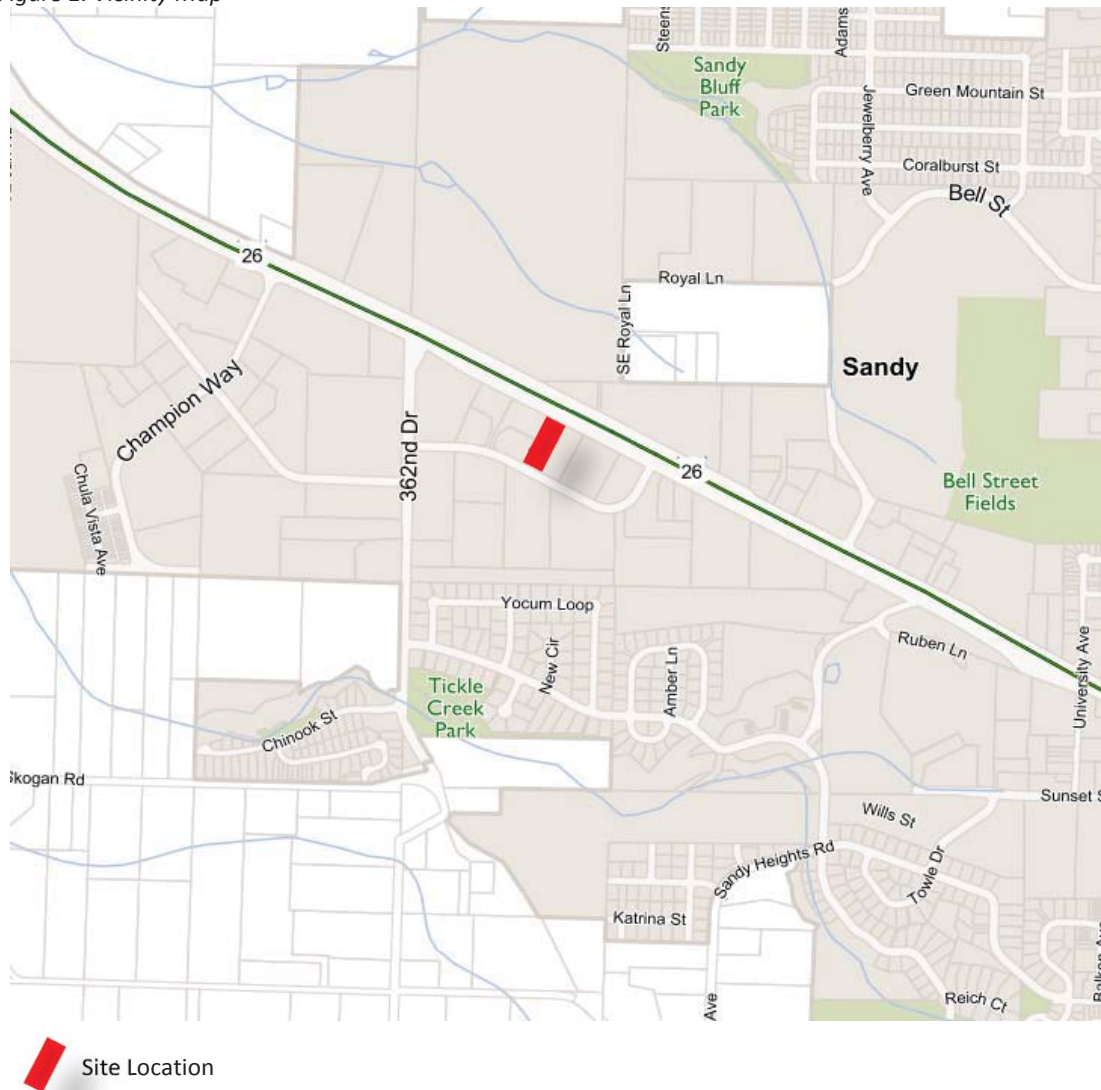 Steens
Adams
Sandy
Bluff
Park
Green Mountain St
Jewelberry Ave
Coralburst St
Bell St
26
Royal Ln
SE Royal Ln
Sandy
Champion Way
362nd Dr
26
Bell Street
Fields
Chula Vista Ave
Yocum Loop
New Cir
Amber Ln
Ruben Ln
University Ave
Tickle
Creek
Park
Chinook St
Skogan Rd
Sunset S
Wills St
Sandy Heights Rd
Towle Dr
Katrina St
Ave
Reich Ct
Site Location